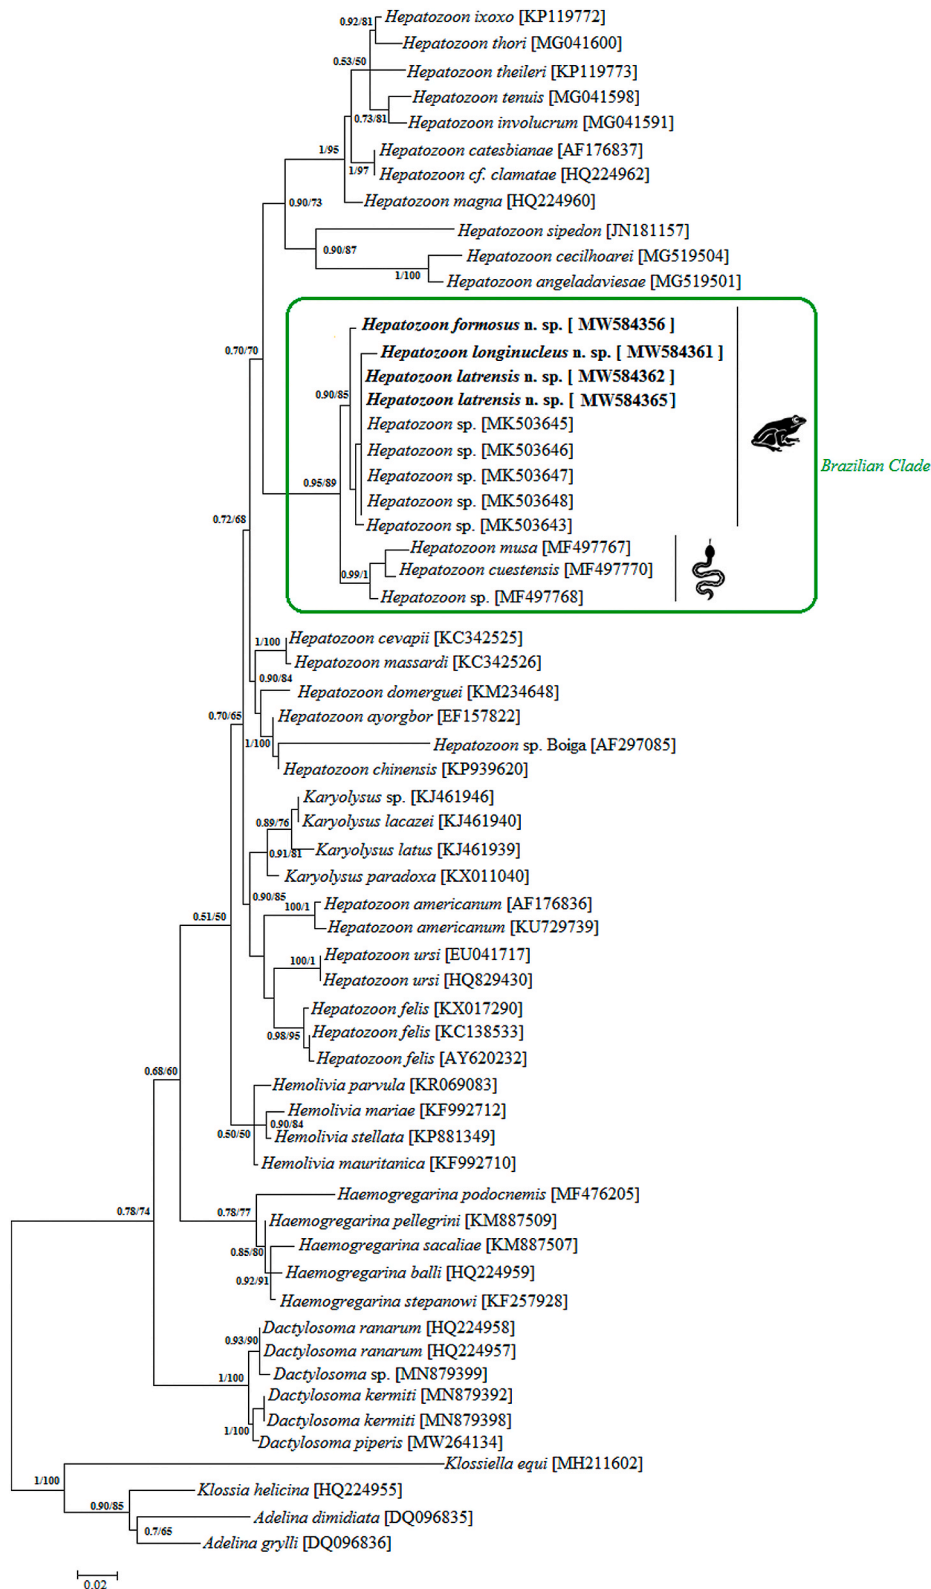 0.92/81
Hepatozoon ixoxo [KP119772]
Hepatozoon thori [MG041600]
0.53/50
Hepatozoon theileri [KP119773]
Hepatozoon tenuis [MG041598]
0.73/81
Hepatozoon involucrum [MG041591]
1/95
Hepatozoon catesbianae [AF176837]
1/97
Hepatozoon cf. clamatae [HQ224962]
Hepatozoon magna [HQ224960]
0.90/73
Hepatozoon sipedon [JN181157]
0.90/87
Hepatozoon cecilhoarei [MG519504]
1/100
Hepatozoon angeladaviesae [MG519501]
Hepatozoon formosus n. sp. [ MW584356 ]
0.70/70
Hepatozoon longinucleus n. sp. [ MW584361 ]
Hepatozoon latrensis n. sp. [ MW584362 ]
0.90/85
Hepatozoon latrensis n. sp. [ MW584365 ]
Hepatozoon sp. [MK503645]
Hepatozoon sp. [MK503646]
Brazilian Clade
Hepatozoon sp. [MK503647]
0.95/89
Hepatozoon sp. [MK503648]
0.72/68
Hepatozoon sp. [MK503643]
Hepatozoon musa [MF497767]
0.99/1
Hepatozoon cuestensis [MF497770]
Hepatozoon sp. [MF497768]
1/100
Hepatozoon cevapii [KC342525]
Hepatozoon massardi [KC342526]
0.90/84
Hepatozoon domerguei [KM234648]
0.70/65
Hepatozoon ayorgbor [EF157822]
1/100
Hepatozoon sp. Boiga [AF297085]
Hepatozoon chinensis [KP939620]
Karyolysus sp. [KJ461946]
0.89/76
Karyolysus lacazei [KJ461940]
0.91/81
Karyolysus latus [KJ461939]
Karyolysus paradoxa [KX011040]
0.90/85
0.51/50
100/1
Hepatozoon americanum [AF176836]
Hepatozoon americanum [KU729739]
100/1
Hepatozoon ursi [EU041717]
Hepatozoon ursi [HQ829430]
Hepatozoon felis [KX017290]
0.98/95
Hepatozoon felis [KC138533]
Hepatozoon felis [AY620232]
0.68/60
Hemolivia parvula [KR069083]
Hemolivia mariae [KF992712]
0.90/84
0.50/50
Hemolivia stellata [KP881349]
Hemolivia mauritanica [KF992710]
Haemogregarina podocnemis [MF476205]
0.78/74
0.78/77
Haemogregarina pellegrini [KM887509]
0.85/80
Haemogregarina sacaliae [KM887507]
0.92/91
Haemogregarina balli [HQ224959]
Haemogregarina stepanowi [KF257928]
Dactylosoma ranarum [HQ224958]
0.93/90
Dactylosoma ranarum [HQ224957]
1/100
Dactylosoma sp. [MN879399]
Dactylosoma kermiti [MN879392]
Dactylosoma kermiti [MN879398]
1/100
Dactylosoma piperis [MW264134]
Klossiella equi [MH211602]
1/100
Klossia helicina [HQ224955]
0.90/85
Adelina dimidiata [DQ096835]
0.7/65
Adelina grylli [DQ096836]
0.02